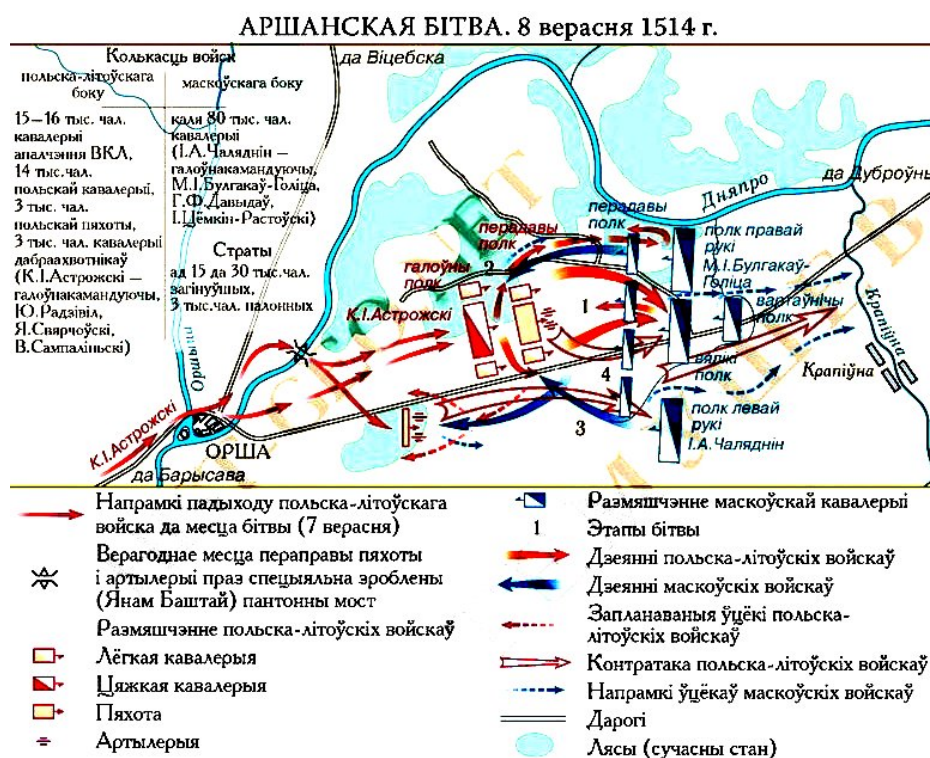 АРШАНСКАЯ БІТВА. 8 верасня 1514 г.
Колькасць войск
польска-літоўскага боку
15—16 тыс. чал.
кавалерыі
апалчэння ВКЛ,
14 тыс.чал.
польскай кавалерыі,
3 тыс. чал.
польскай пяхоты,
3 тыс. чал. кавалерыі
дабраахвотнікаў
(К.І.Астрожскі —
галоўнакамандуючы,
Ю.Радзівіл,
Я.Свярчоўскі,
В.Сампаліньскі)
маскоўскага боку
каля 80 тыс. чал.
кавалерыі
(І.А.Чаляднін —
галоўнакамандуючы,
М.І.Булгакаў-Голіца,
Г.Ф.Давыдаў,
І.Цёмкін-Растоўскі)
Страты
ад 15 да 30 тыс.чал.
загінуўшых,
3 тыс.чал. палонных
да Віцебска
Дняпро
да Дуброўны
перадавы
полк
перадавы
полк
полк правай
рукі
М.І.Булгакаў-
Голіца
2
галоўны
полк
К.І.Астрожскі
1
вартаўнічы
полк
вялікі
полк
4
3
полк левай
рукі
І.А.Чаляднін
Крапіўна
Крапіўна
Оршыца
К.І.Астрожскі
ОРША
да Барысава
Напрамкі падыходу польска-літоўскага
войска да месца бітвы (7 верасня)
Верагоднае месца пераправы пяхоты
і артылерыі праз спецыяльна зроблены
(Янам Баштай) пантонны мост
Размяшчэнне польска-літоўскіх войскаў
Лёгкая кавалерыя
Цяжкая кавалерыя
Пяхота
Артылерыя
Размяшчэнне маскоўскай кавалерыі
1 Этапы бітвы
Дзеянні польска-літоўскіх войскаў
Дзеянні маскоўскіх войскаў
Запланаваныя ўцёкі польска-
літоўскіх войскаў
Контратака польска-літоўскіх войскаў
Напрамкі ўцёкаў маскоўскіх войскаў
Дарогі
Лясы (сучасны стан)